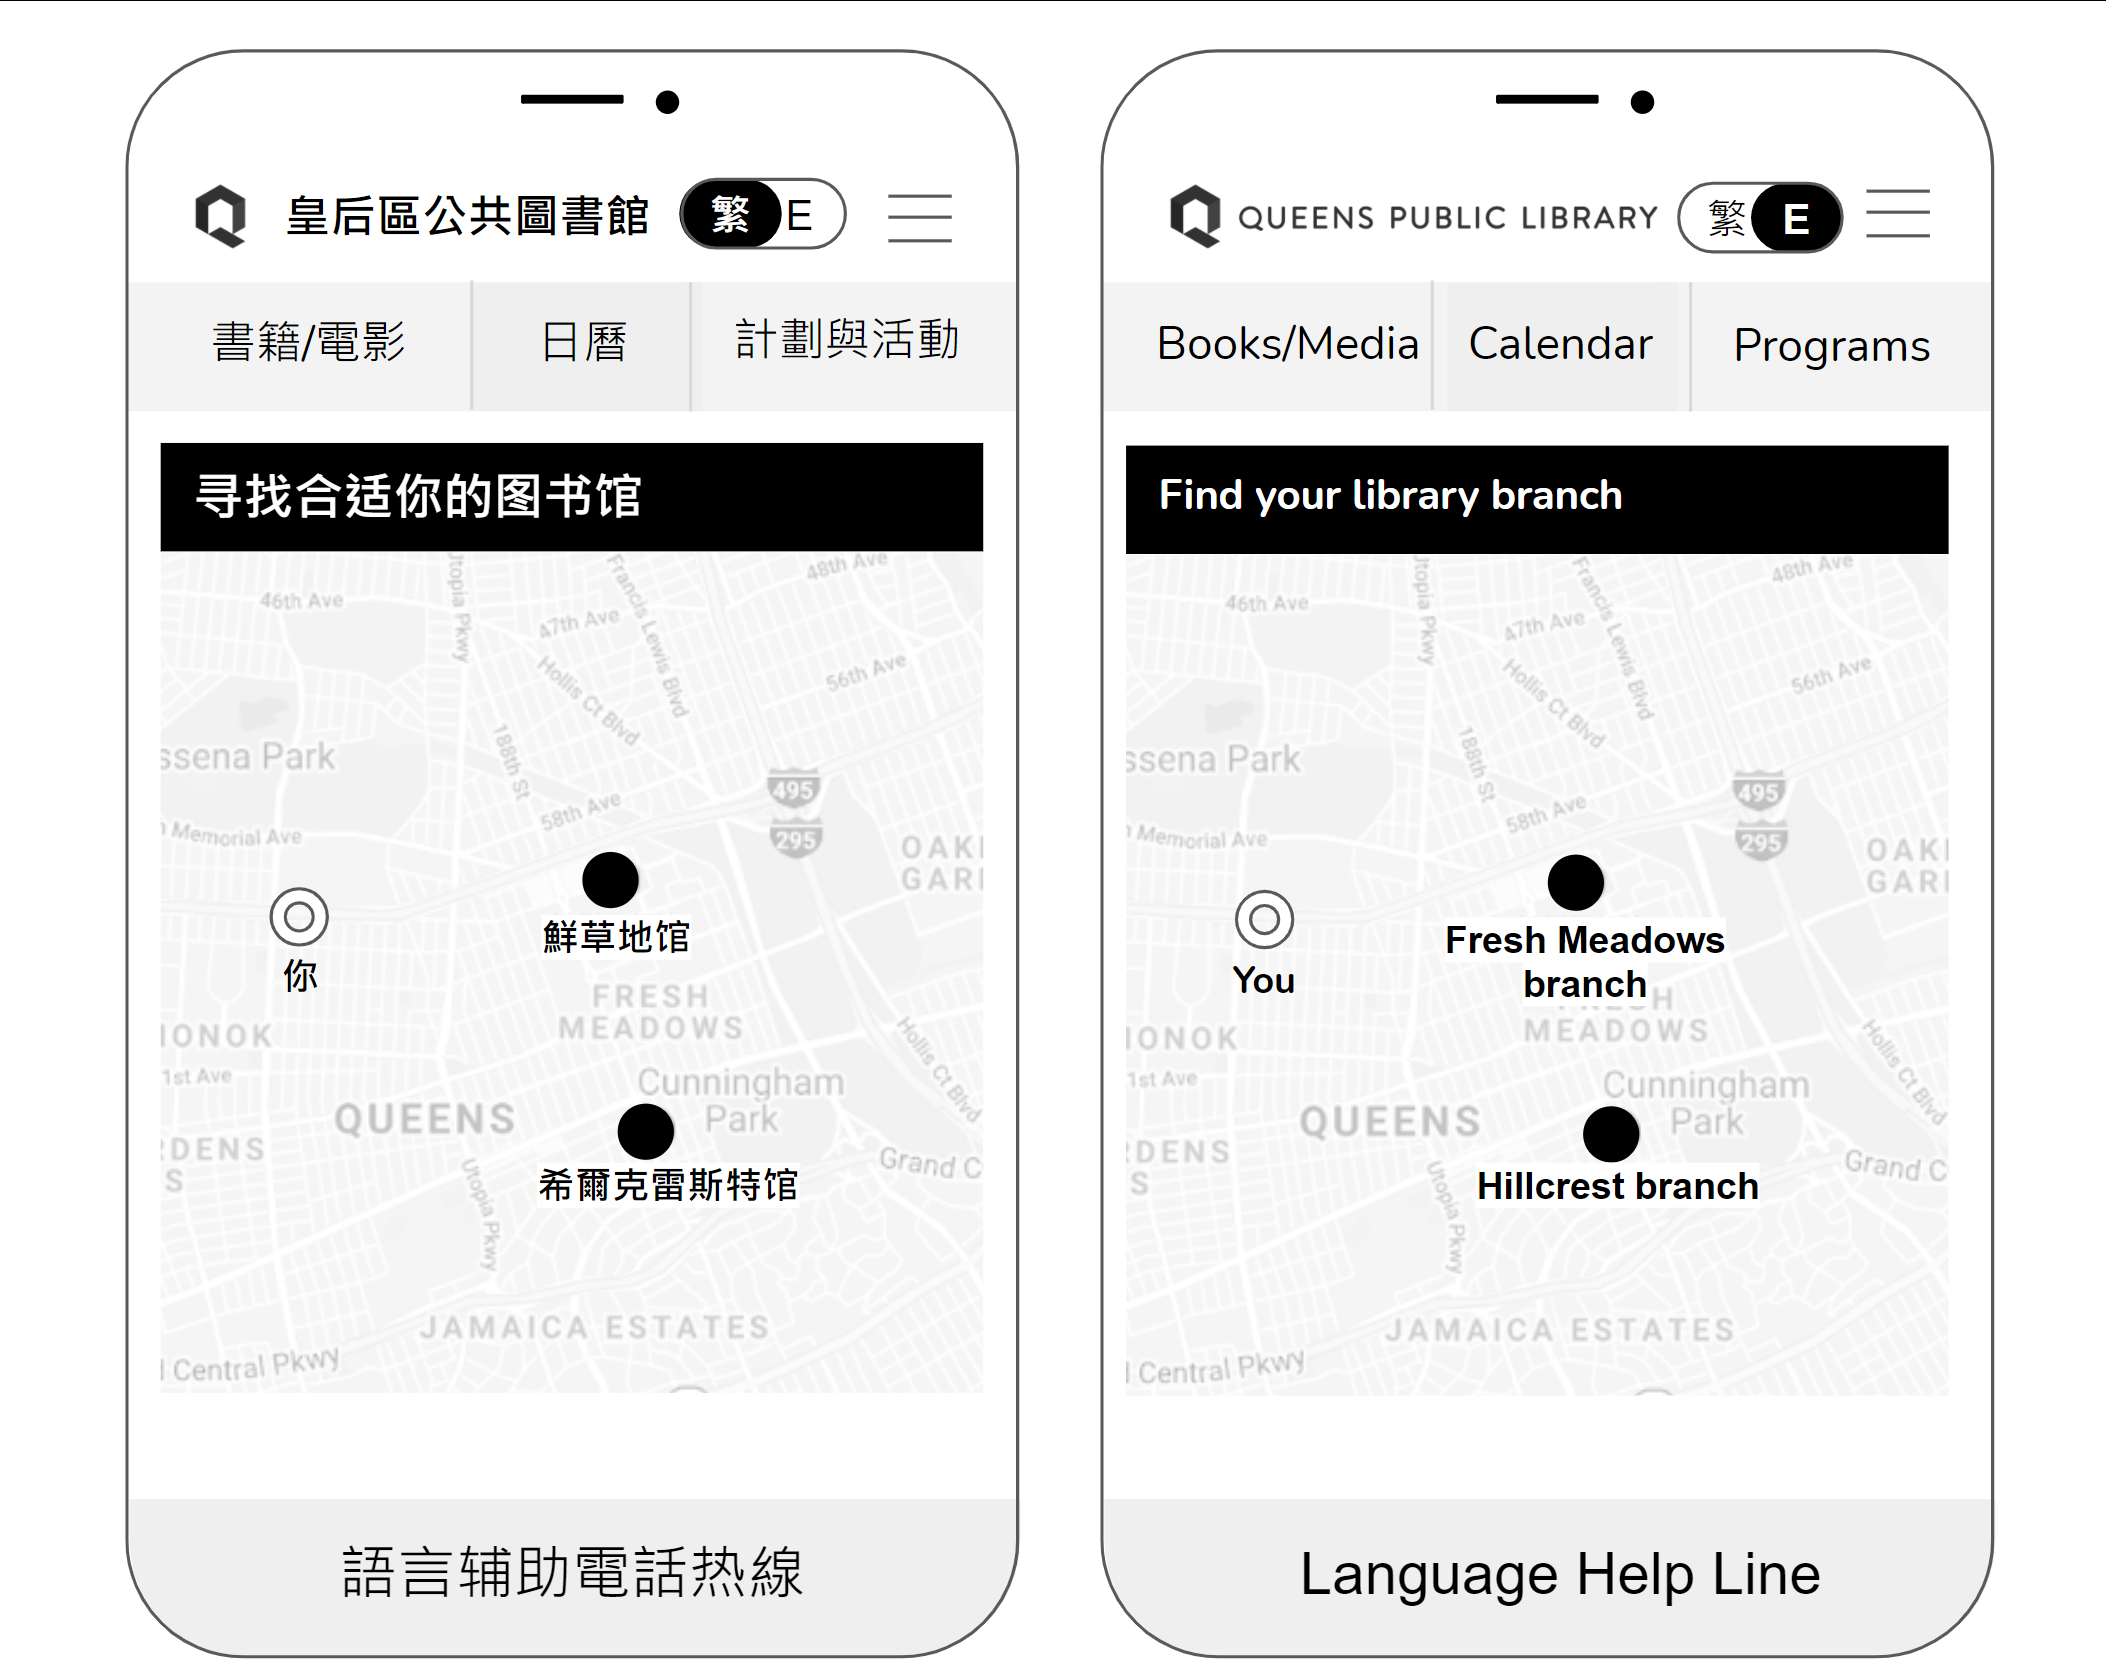 皇后區公共圖書館 繁 E
書籍/電影 日曆 計劃與活動
寻找合适你的图书馆
48th Ave
46th Ave
Utopia Pkwy
Francis Lewis Blvd
47th Ave
Hollis Ct Blvd
56th Ave
188th St
ssena Park
495
58th Ave
295
Memorial Ave
OAK
GAR
鮮草地馆
你
FRESH
MEADOWS
IONOK
Hollis Ct Blvd
1st Ave
Cunningham
Park
QUEENS
DENS
S
Grand C
希爾克雷斯特馆
Utopia Pkwy
JAMAICA ESTATES
Central Pkwy
語言辅助電話热線
QUEENS PUBLIC LIBRARY 繁 E
Books/Media Calendar Programs
Find your library branch
48th Ave
46th Ave
Utopia Pkwy
Francis Lewis Blvd
47th Ave
Hollis Ct Blvd
56th Ave
188th St
ssena Park
495
58th Ave
295
Memorial Ave
OAK
GAR
Fresh Meadows
branch
You
MEADOWS
IONOK
Hollis Ct Blvd
1st Ave
Cunningham
Park
QUEENS
DENS
S
Grand C
Hillcrest branch
Utopia Pkwy
JAMAICA ESTATES
Central Pkwy
Language Help Line